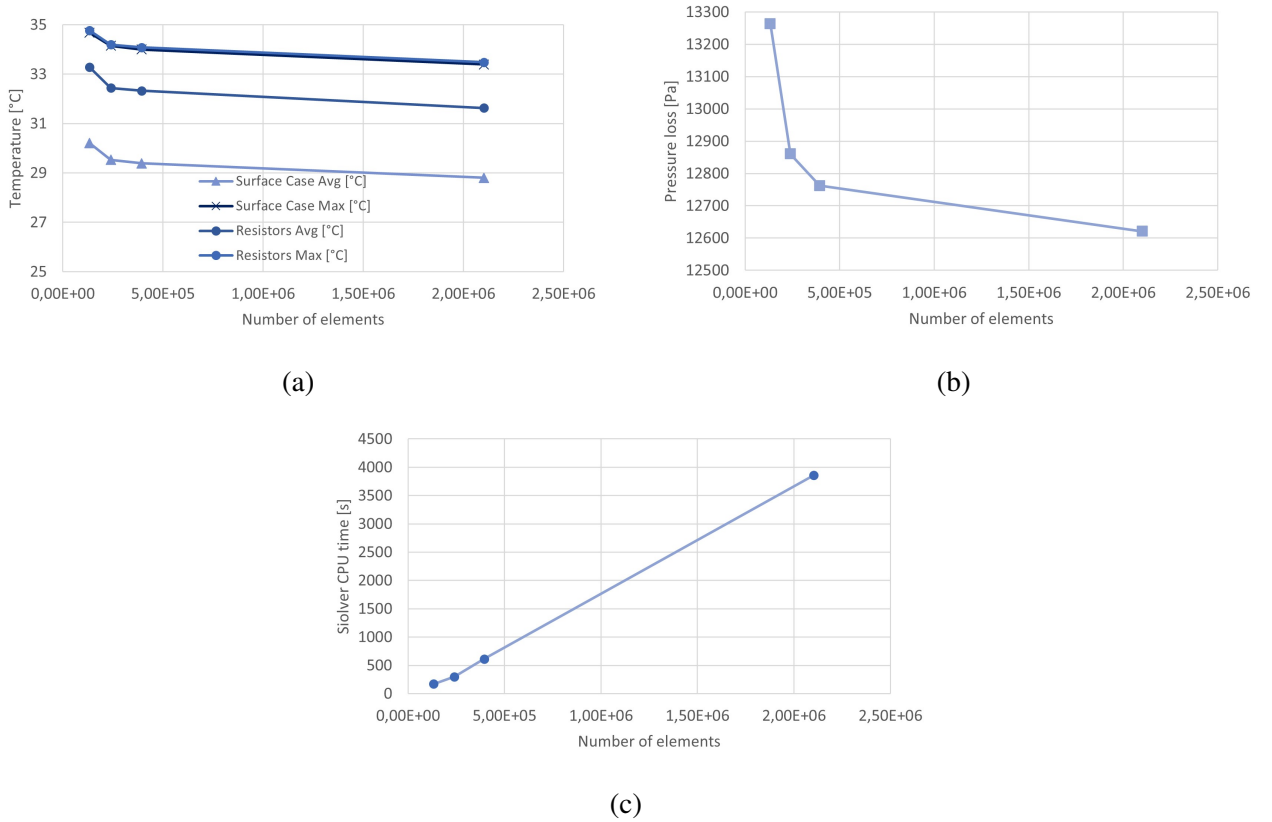 35
33
31
29
27
25
Temperature [°C]
Surface Case Avg [°C]
Surface Case Max [°C]
Resistors Avg [°C]
Resistors Max [°C]
0,00E+00 5,00E+05 1,00E+06 1,50E+06 2,00E+06 2,50E+06
Number of elements
(a)
13300
13200
13100
13000
12900
12800
12700
12600
12500
Pressure loss [Pa]
0,00E+00 5,00E+05 1,00E+06 1,50E+06 2,00E+06 2,50E+06
Number of elements
(b)
4500
4000
3500
3000
2500
2000
1500
1000
500
0
Siolver CPU time [s]
0,00E+00 5,00E+05 1,00E+06 1,50E+06 2,00E+06 2,50E+06
Number of elements
(c)